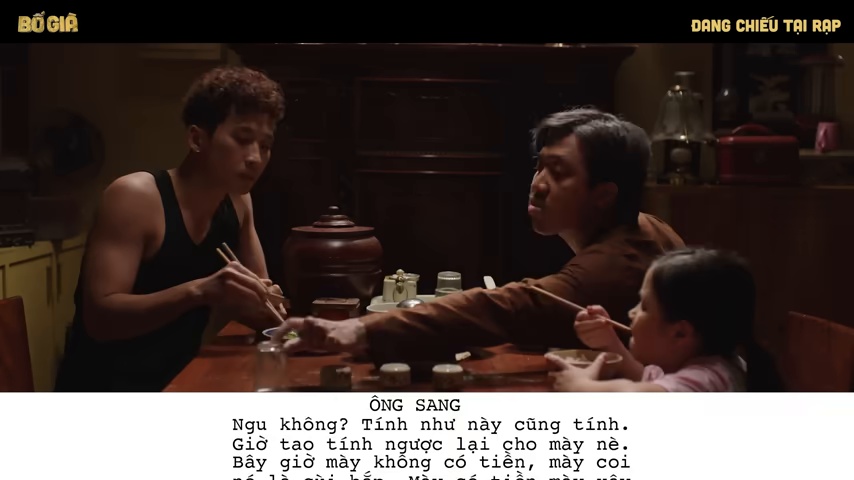 BỐ GIÀ
ĐANG CHIẾU TẠI RẠP
ÔNG SANG
Ngu không? Tính như này cũng tính.
Giờ tao tính ngược lại cho mày nè.
Bây giờ mày không có tiền, mày coi